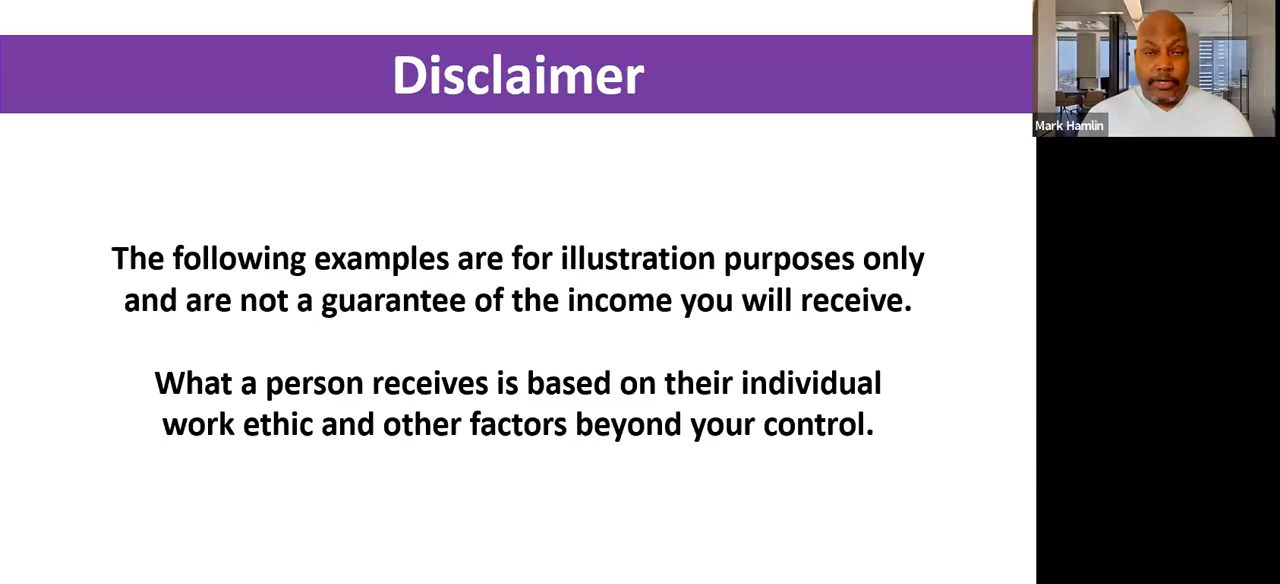 Disclaimer
Mark Hamlin
The following examples are for illustration purposes only
and are not a guarantee of the income you will receive.
What a person receives is based on their individual
work ethic and other factors beyond your control.